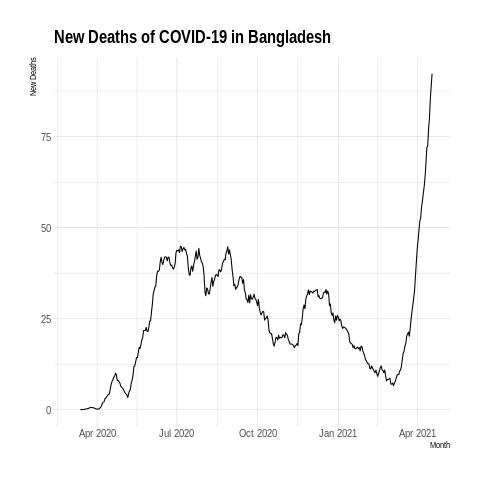 New Deaths of COVID-19 in Bangladesh
New Deaths
75
50
25
0
Apr 2020 Jul 2020 Oct 2020 Jan 2021 Apr 2021
Month